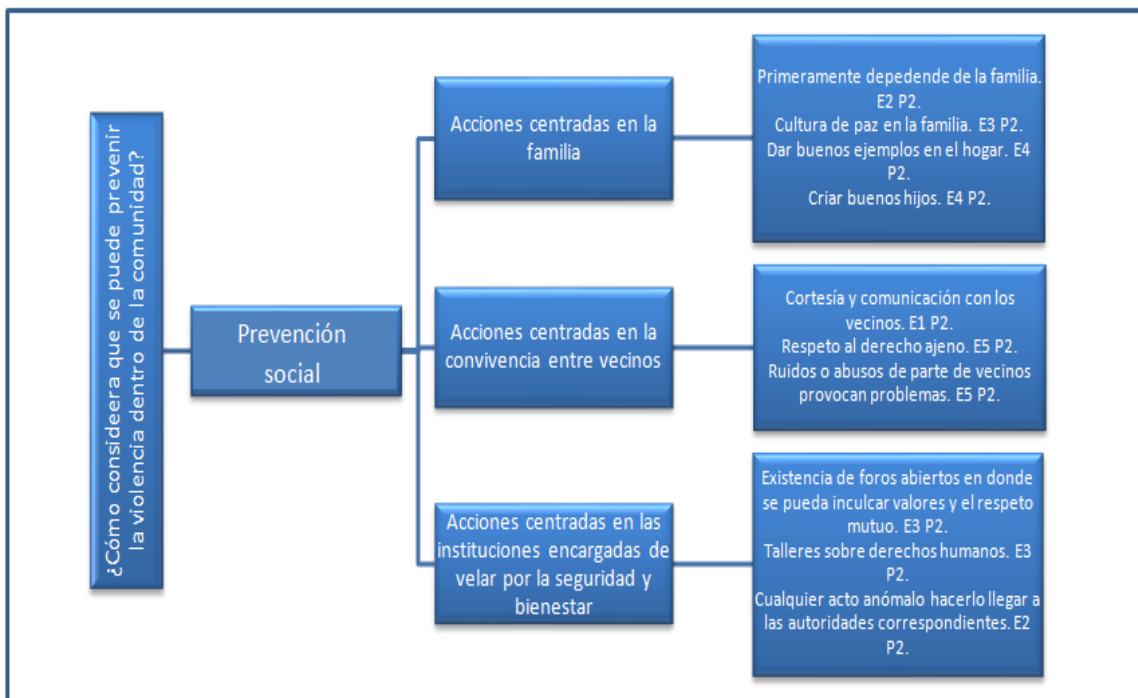 ¿Cómo considera que se puede prevenir
la violencia dentro de la comunidad?
Prevención
social
Acciones centradas en la
familia
Primeramente depedende de la familia.
E2 P2.
Cultura de paz en la familia. E3 P2.
Dar buenos ejemplos en el hogar. E4
P2.
Criar buenos hijos. E4 P2.
Acciones centradas en la
convivencia entre vecinos
Cortesía y comunicación con los
vecinos. E1 P2.
Respeto al derecho ajeno. E5 P2.
Ruidos o abusos de parte de vecinos
provocan problemas. E5 P2.
Acciones centradas en las
instituciones encargadas de
velar por la seguridad y
bienestar
Existencia de foros abiertos en donde
se pueda inculcar valores y el respeto
mutuo. E3 P2.
Talleres sobre derechos humanos. E3
P2.
Cualquier acto anómalo hacerlo llegar a
las autoridades correspondientes. E2
P2.